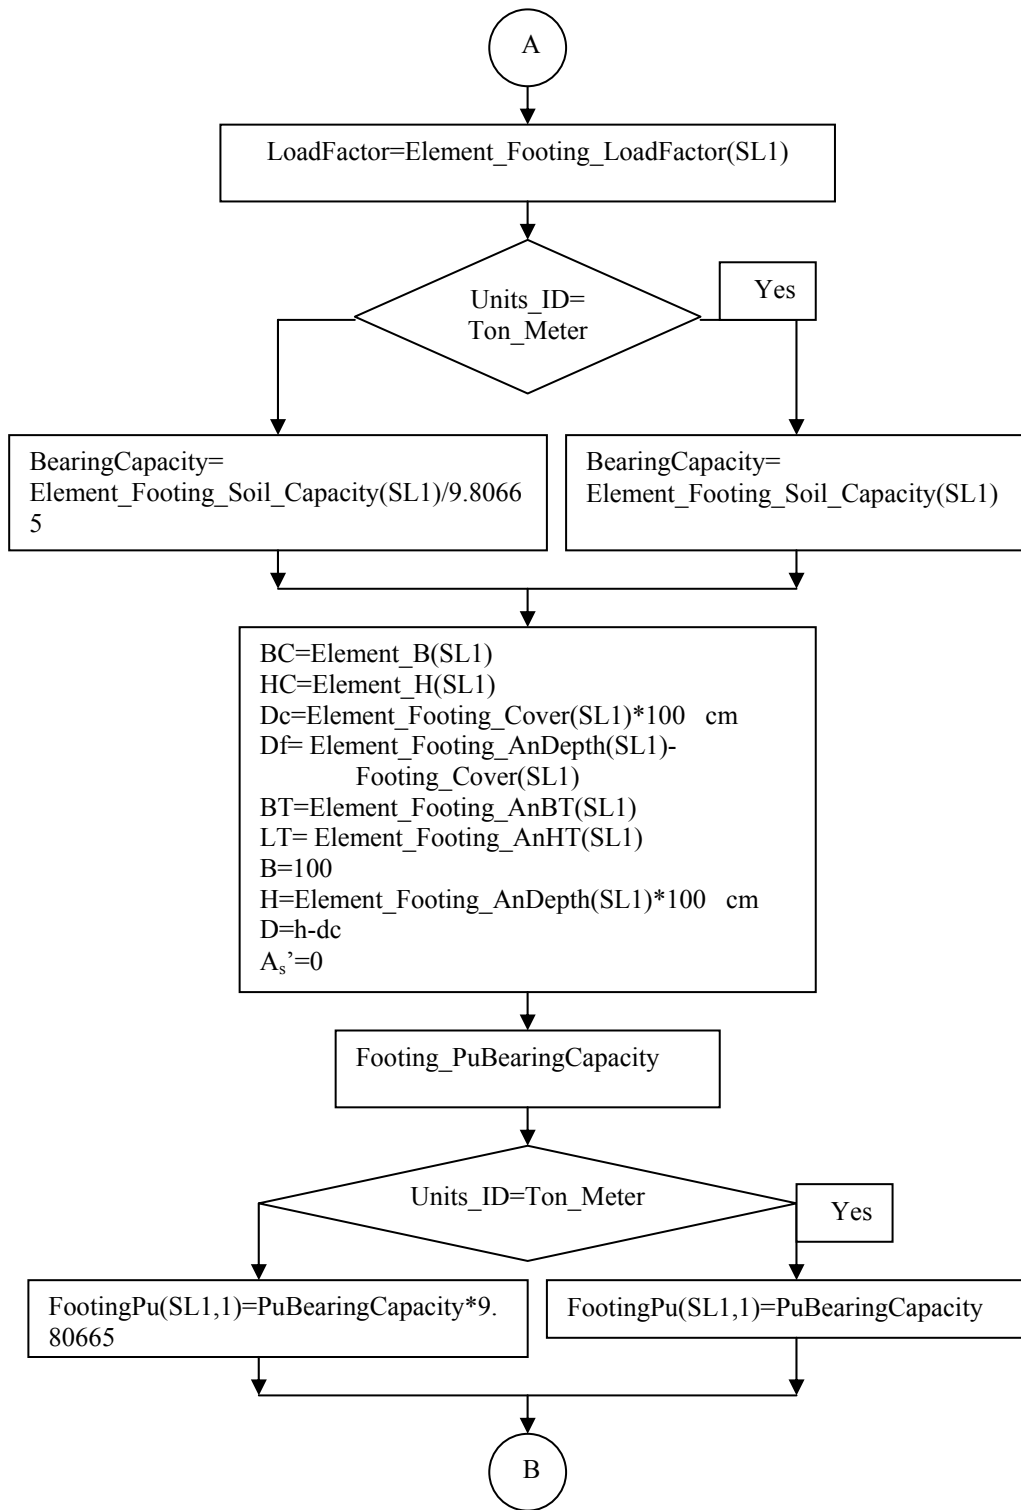 A
LoadFactor=Element_Footing_LoadFactor(SL1)
Units_ID=
Ton_Meter
Yes
BearingCapacity=
Element_Footing_Soil_Capacity(SL1)/9.8066
5
BearingCapacity=
Element_Footing_Soil_Capacity(SL1)
BC=Element_B(SL1)
HC=Element_H(SL1)
Dc=Element_Footing_Cover(SL1)*100 cm
Df= Element_Footing_AnDepth(SL1)-
Footing_Cover(SL1)
BT=Element_Footing_AnBT(SL1)
LT= Element_Footing_AnHT(SL1)
B=100
H=Element_Footing_AnDepth(SL1)*100 cm
D=h-dc
As’=0
Footing_PuBearingCapacity
Units_ID=Ton_Meter
Yes
FootingPu(SL1,1)=PuBearingCapacity*9.
80665
FootingPu(SL1,1)=PuBearingCapacity
B